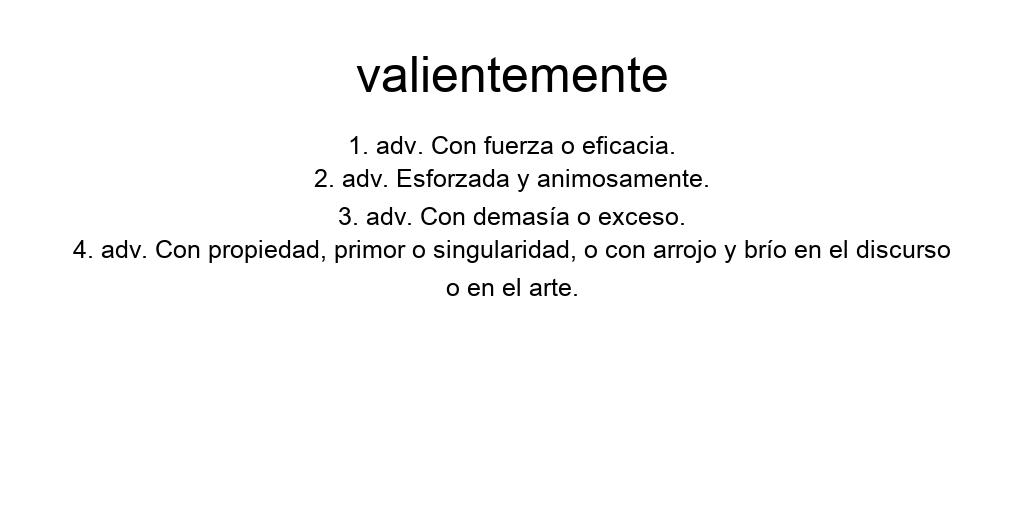 valientemente
1. adv. Con fuerza o eficacia.
2. adv. Esforzada y animosamente.
3. adv. Con demasía o exceso.
4. adv. Con propiedad, primor o singularidad, o con arrojo y brío en el discurso
o en el arte.